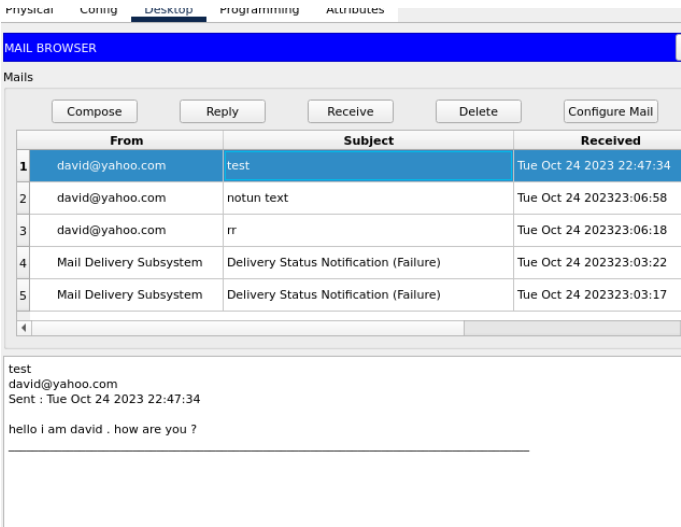 Physical Config Desktop Programming Attributes
MAIL BROWSER
Mails
Compose Reply Receive Delete Configure Mail
From Subject Received
1 david@yahoo.com test Tue Oct 24 2023 22:47:34
2 david@yahoo.com notun text Tue Oct 24 202323:06:58
3 david@yahoo.com rr Tue Oct 24 202323:06:18
4 Mail Delivery Subsystem Delivery Status Notification (Failure) Tue Oct 24 202323:03:22
5 Mail Delivery Subsystem Delivery Status Notification (Failure) Tue Oct 24 202323:03:17
test
david@yahoo.com
Sent : Tue Oct 24 2023 22:47:34
hello i am david . how are you ?